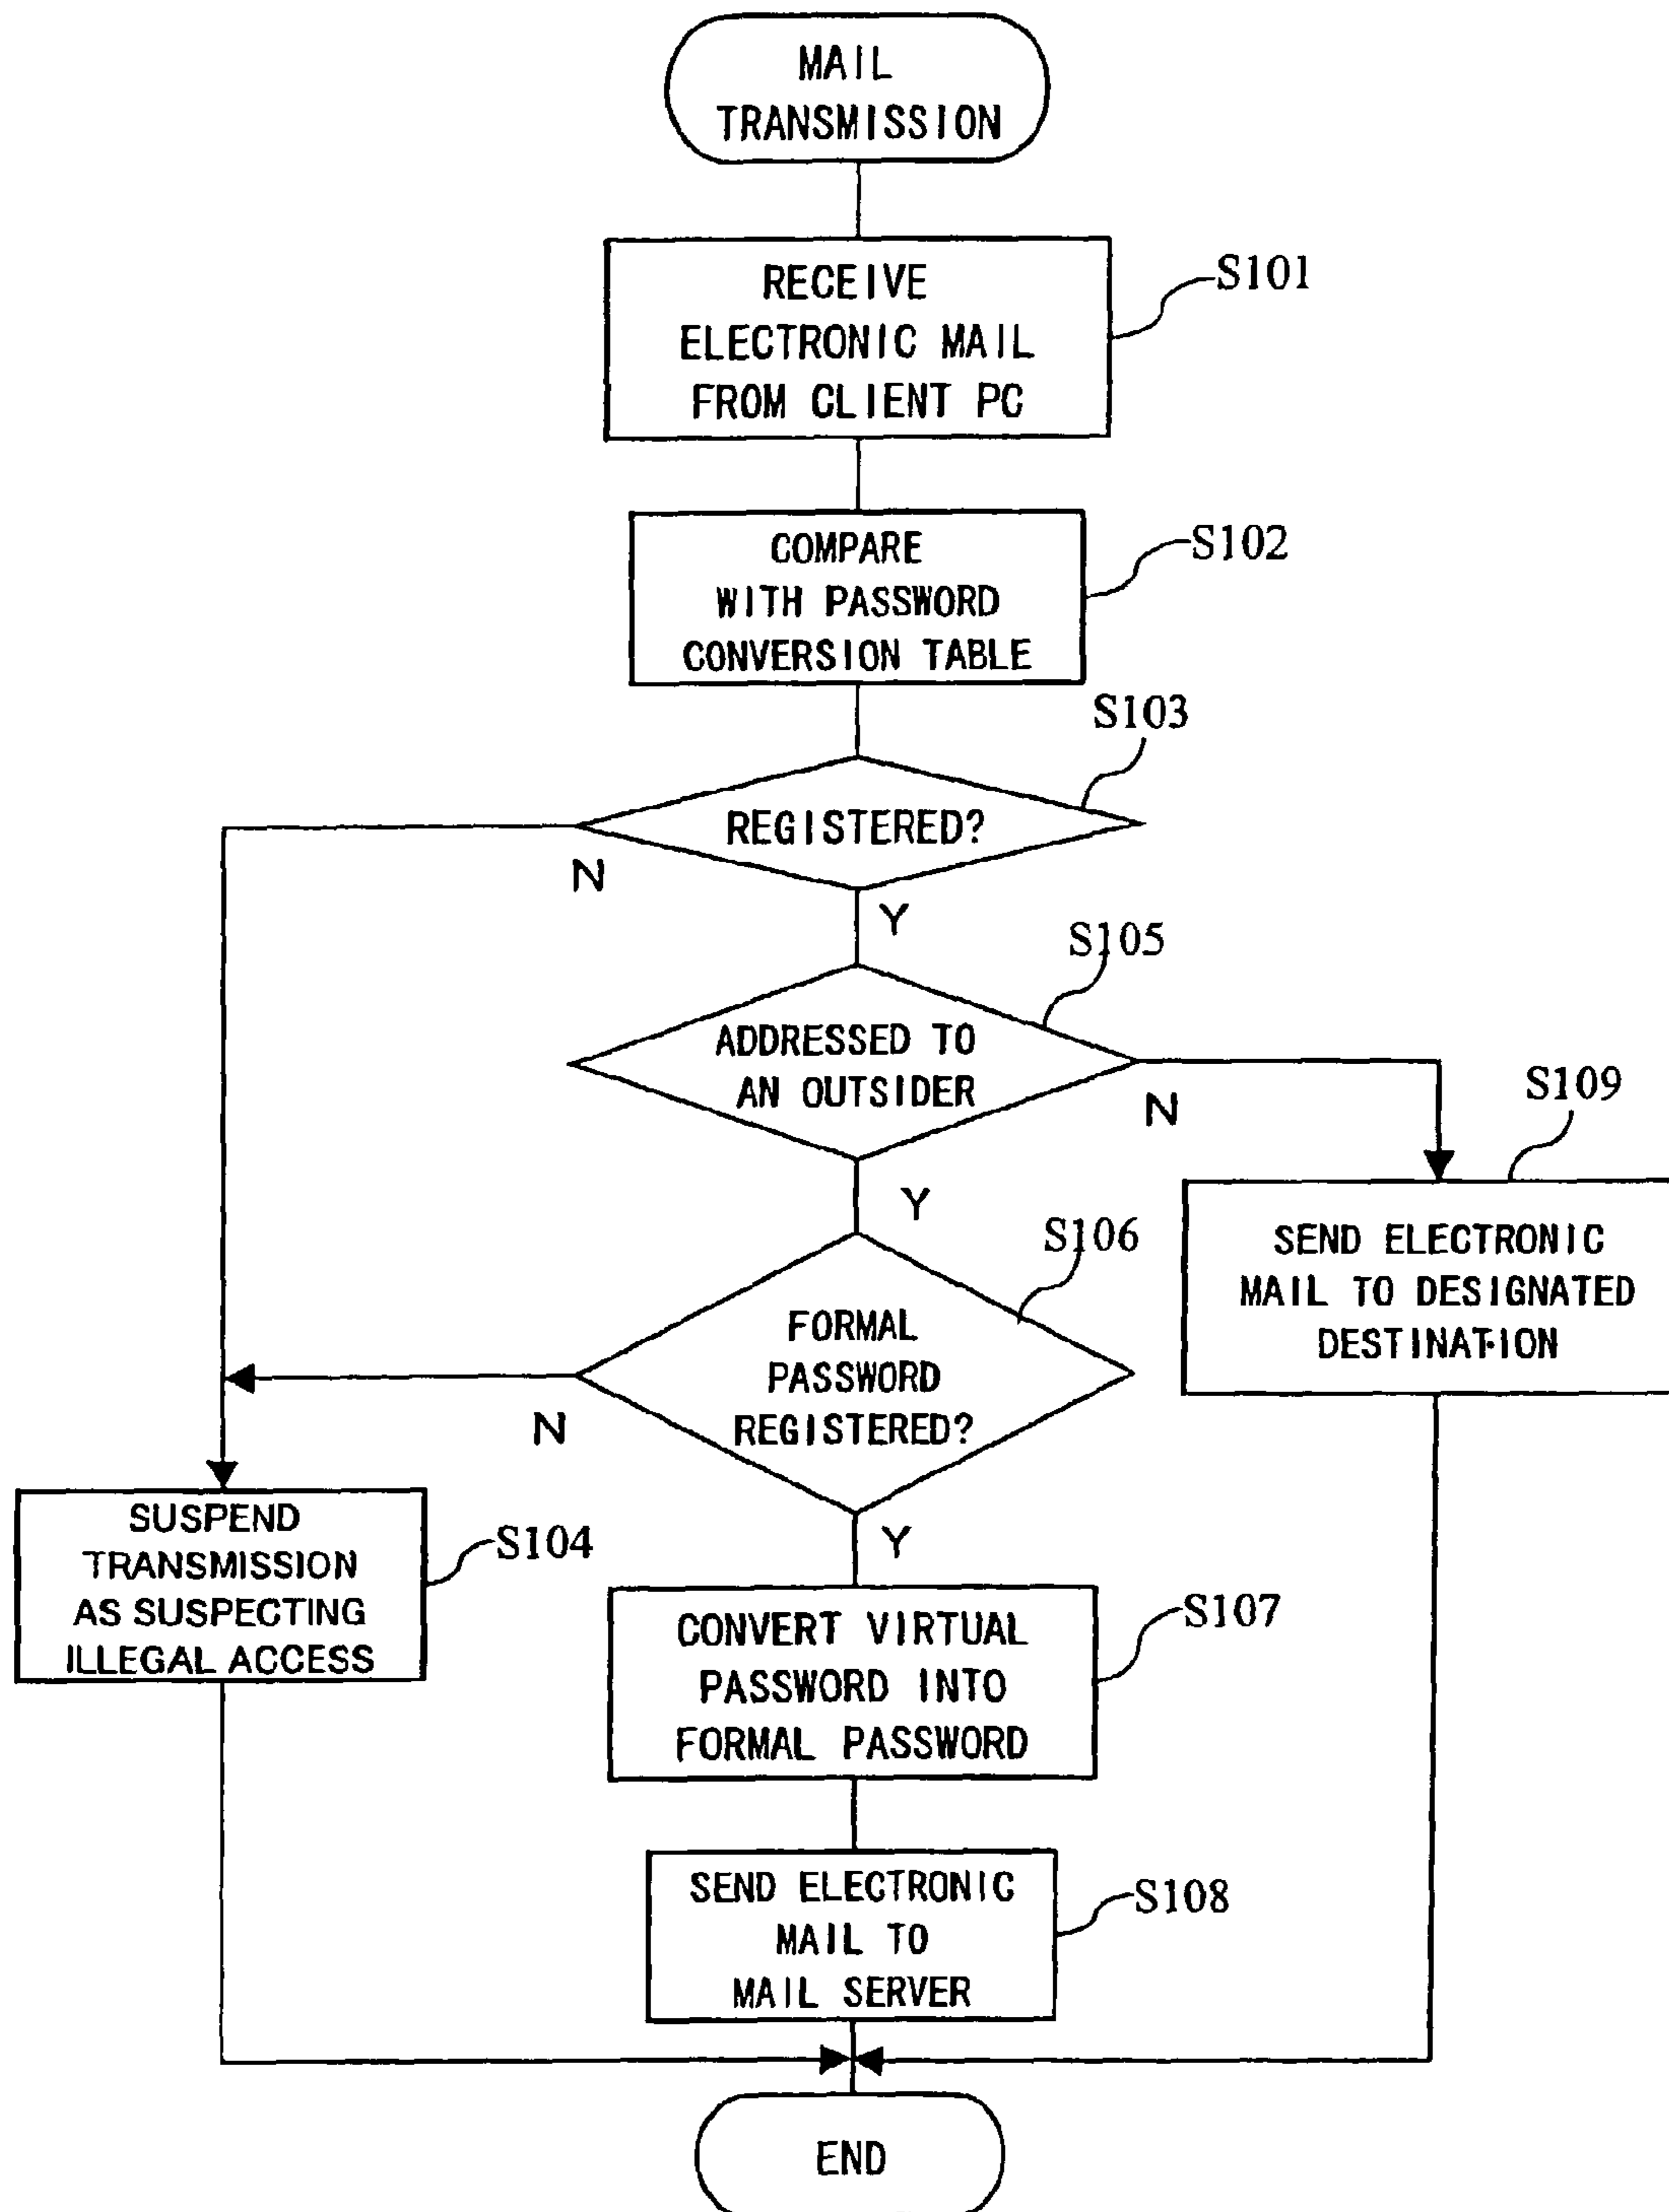 MAIL
TRANSMISSION
RECEIVE
ELECTRONIC MAIL
FROM CLIENT PC
S101
COMPARE
WITH PASSWORD
CONVERSION TABLE
S102
S103
REGISTERED?
N
Y
S105
ADDRESSED TO
AN OUTSIDER
N
Y
S109
SEND ELECTRONIC
MAIL TO DESIGNATED
DESTINATION
S106
FORMAL
PASSWORD
REGISTERED?
N
Y
SUSPEND
TRANSMISSION
AS SUSPECTING
ILLEGAL ACCESS
S104
CONVERT VIRTUAL
PASSWORD INTO
FORMAL PASSWORD
S107
SEND ELECTRONIC
MAIL TO
MAIL SERVER
S108
END